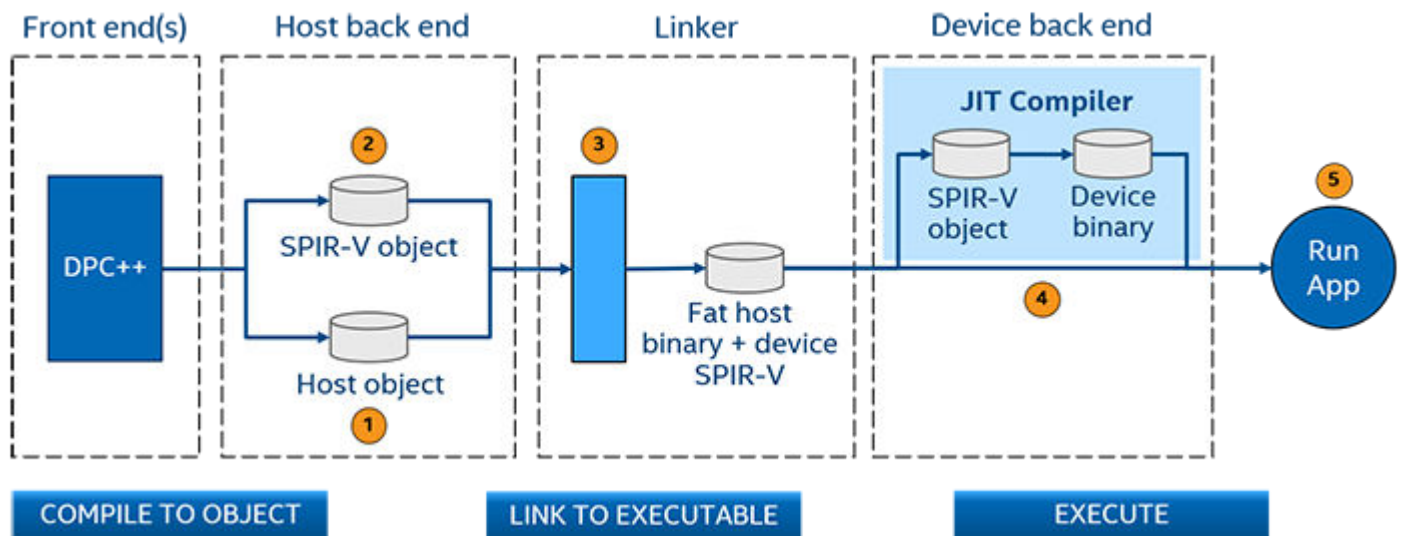 Front end(s)
Host back end
Linker
Device back end
JIT Compiler
2
3
5
DPC++
SPIR-V object
SPIR-V
object
Device
binary
Run
App
4
Fat host
binary + device
SPIR-V
Host object
1
COMPILE TO OBJECT
LINK TO EXECUTABLE
EXECUTE